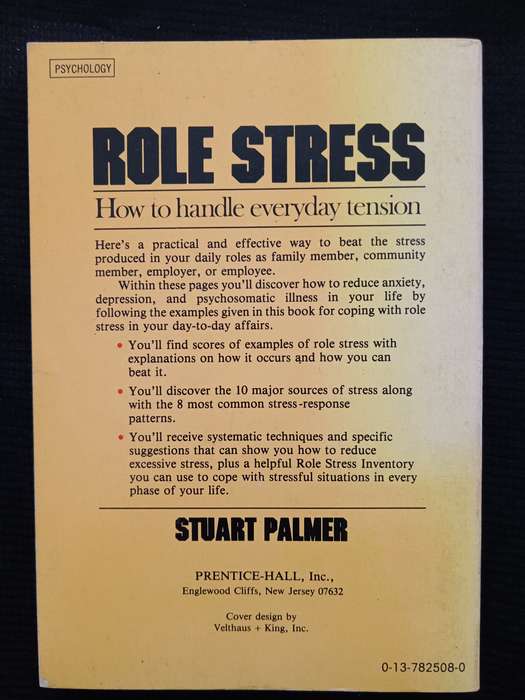 PSYCHOLOGY
ROLE STRESS
How to handle everyday tension
Here's a practical and effective way to beat the stress
produced in your daily roles as family member, community
member, employer, or employee.
Within these pages you'll discover how to reduce anxiety,
depression, and psychosomatic illness in your life by
following the examples given in this book for coping with role
stress in your day-to-day affairs.
• You'll find scores of examples of role stress with
explanations on how it occurs and how you can
beat it.
• You'll discover the 10 major sources of stress along
with the 8 most common stress-response
patterns.
• You'll receive systematic techniques and specific
suggestions that can show you how to reduce
excessive stress, plus a helpful Role Stress Inventory
you can use to cope with stressful situations in every
phase of your life.
STUART PALMER
PRENTICE-HALL, Inc.,
Englewood Cliffs, New Jersey 07632
Cover design by
Velthaus + King, Inc.
0-13-782508-0